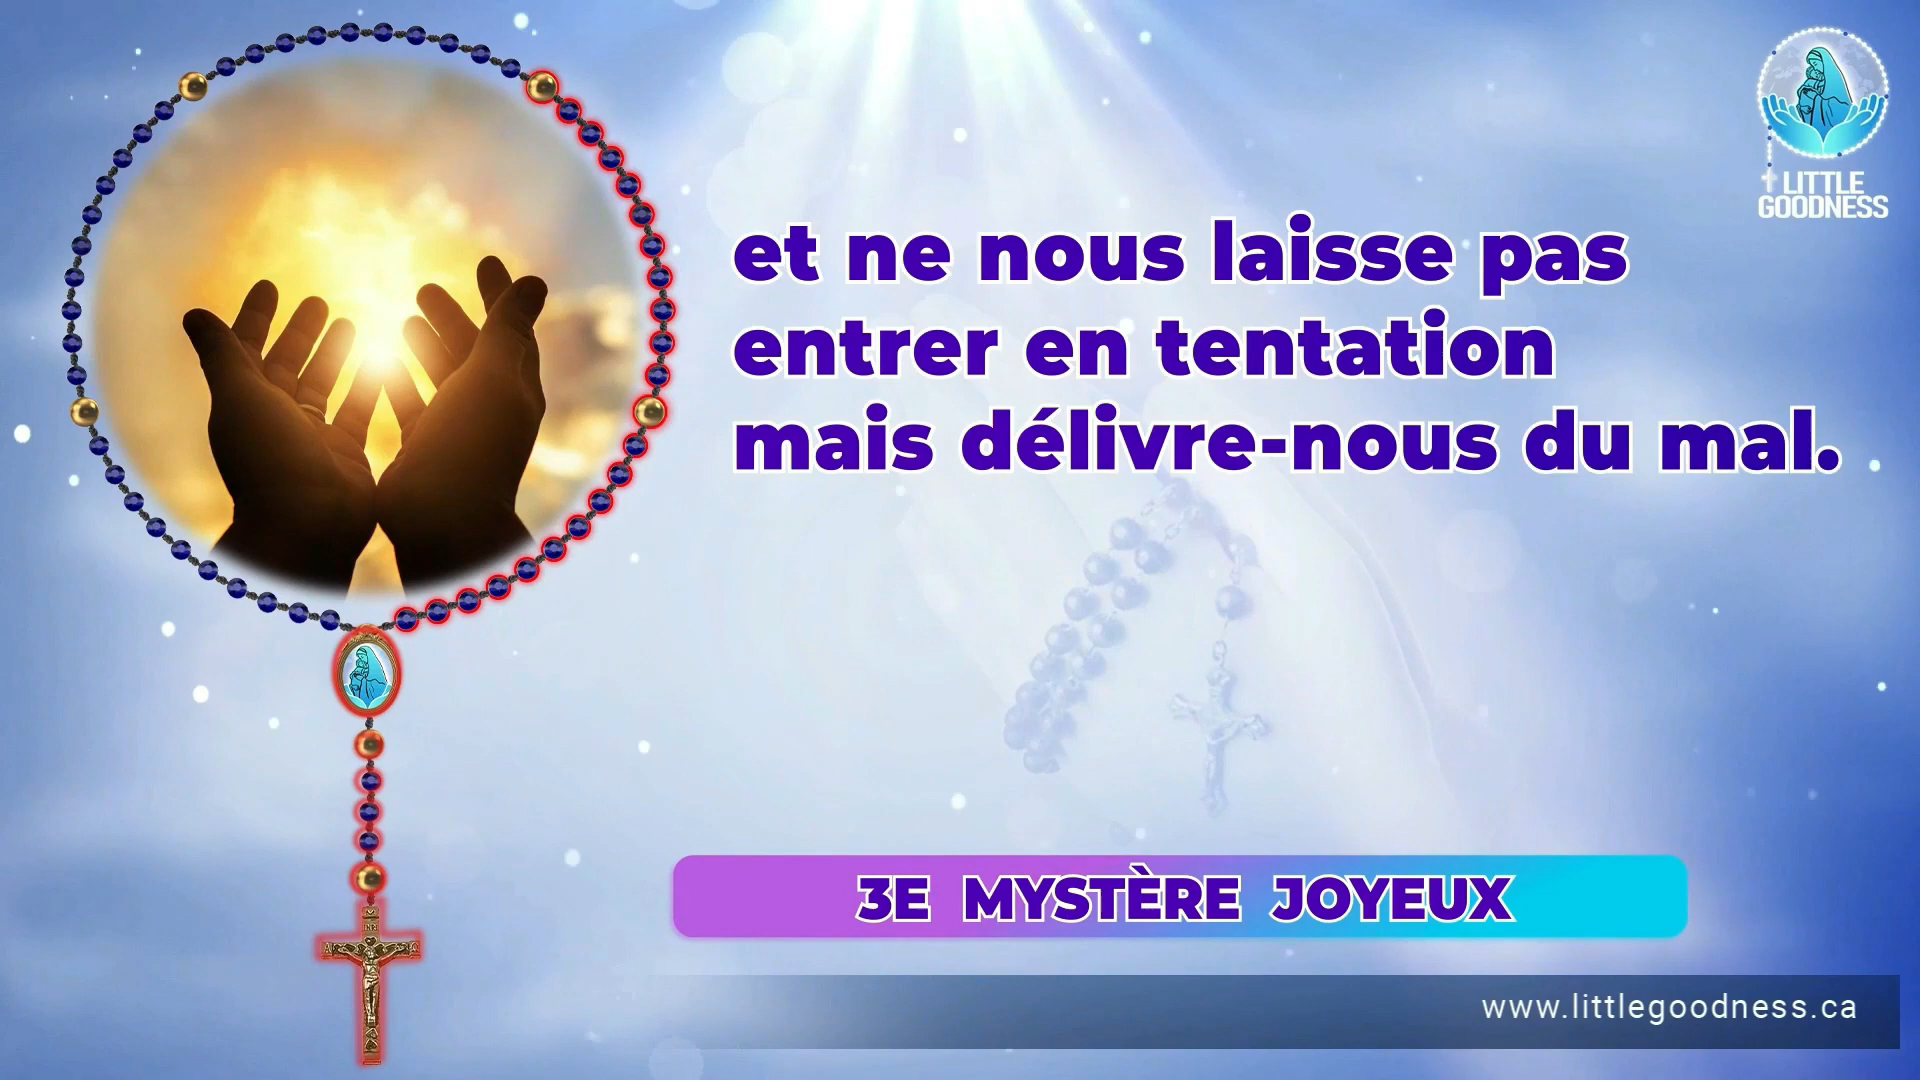 LITTLE
GOODNESS
et ne nous laisse pas
entrer en tentation
mais délivre-nous du mal.
3E MYSTÈRE JOYEUX
www.littlegoodness.ca